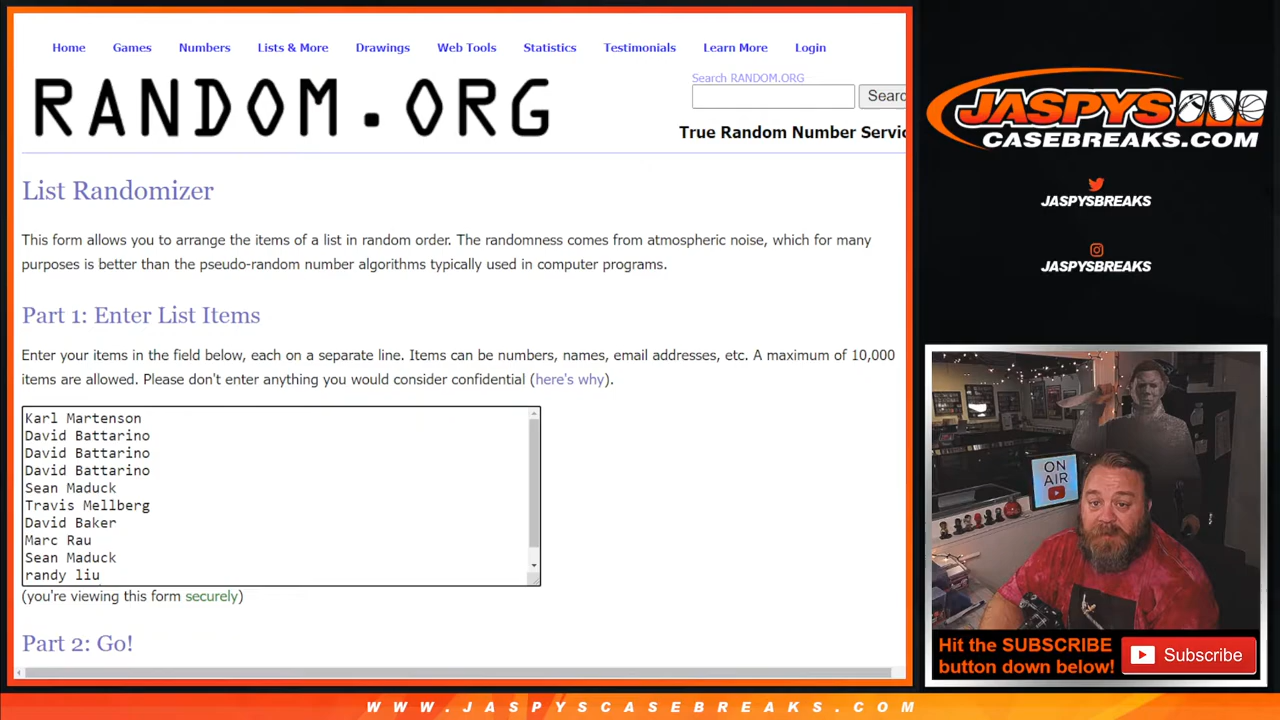 Home Games Numbers Lists & More Drawings Web Tools Statistics Testimonials Learn More Login
RANDOM.ORG
Search RANDOM.ORG
Searc
True Random Number Servic
List Randomizer
This form allows you to arrange the items of a list in random order. The randomness comes from atmospheric noise, which for many
purposes is better than the pseudo-random number algorithms typically used in computer programs.
Part 1: Enter List Items
Enter your items in the field below, each on a separate line. Items can be numbers, names, email addresses, etc. A maximum of 10,000
items are allowed. Please don't enter anything you would consider confidential (here's why).
Karl Martenson
David Battarino
David Battarino
David Battarino
Sean Maduck
Travis Mellberg
David Baker
Marc Rau
Sean Maduck
randy liu
(you're viewing this form securely)
Part 2: Go!
JASPYS
CASEBREAKS.COM
JASPYSBREAKS
JASPYSBREAKS
ON
AIR
Hit the SUBSCRIBE
button down below!
Subscribe
WWW.JASPYSCASEBREAKS.COM